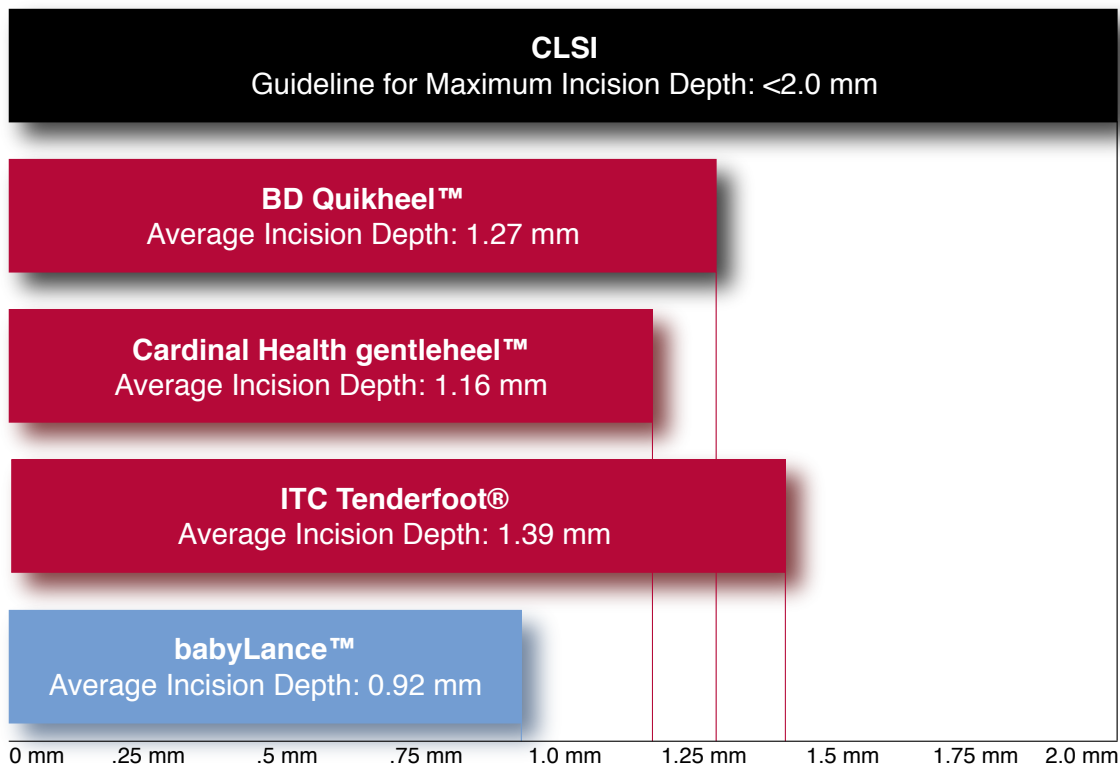 CLSI
Guideline for Maximum Incision Depth: <2.0 mm
BD Quikheel™
Average Incision Depth: 1.27 mm
Cardinal Health gentleheel™
Average Incision Depth: 1.16 mm
ITC Tenderfoot®
Average Incision Depth: 1.39 mm
babyLance™
Average Incision Depth: 0.92 mm
0 mm .25 mm .5 mm .75 mm 1.0 mm 1.25 mm 1.5 mm 1.75 mm 2.0 mm